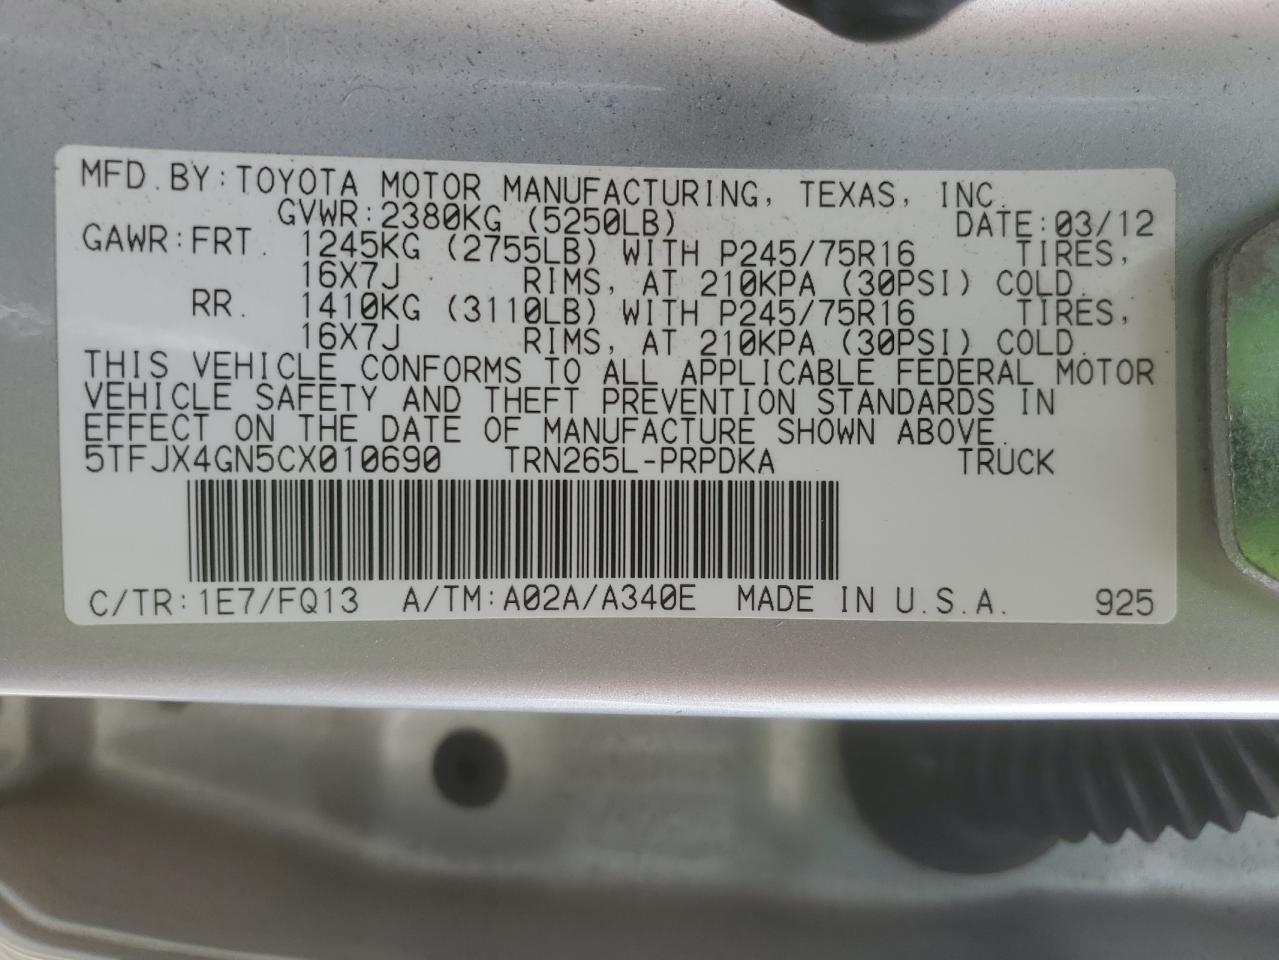 MFD. BY: TOYOTA MOTOR MANUFACTURING, TEXAS, INC.
GVWR: 2380KG (5250LB) DATE: 03/12
GAWR: FRT. 1245KG (2755LB) WITH P245/75R16 TIRES,
16X7J RIMS, AT 210KPA (30PSI) COLD.
RR. 1410KG (3110LB) WITH P245/75R16 TIRES,
16X7J RIMS, AT 210KPA (30PSI) COLD.
THIS VEHICLE CONFORMS TO ALL APPLICABLE FEDERAL MOTOR
VEHICLE SAFETY AND THEFT PREVENTION STANDARDS IN
EFFECT ON THE DATE OF MANUFACTURE SHOWN ABOVE.
5TFJX4GN5CX010690 TRN265L-PRPDKA TRUCK
C/TR: 1E7/FQ13 A/TM: A02A/A340E MADE IN U.S.A. 925